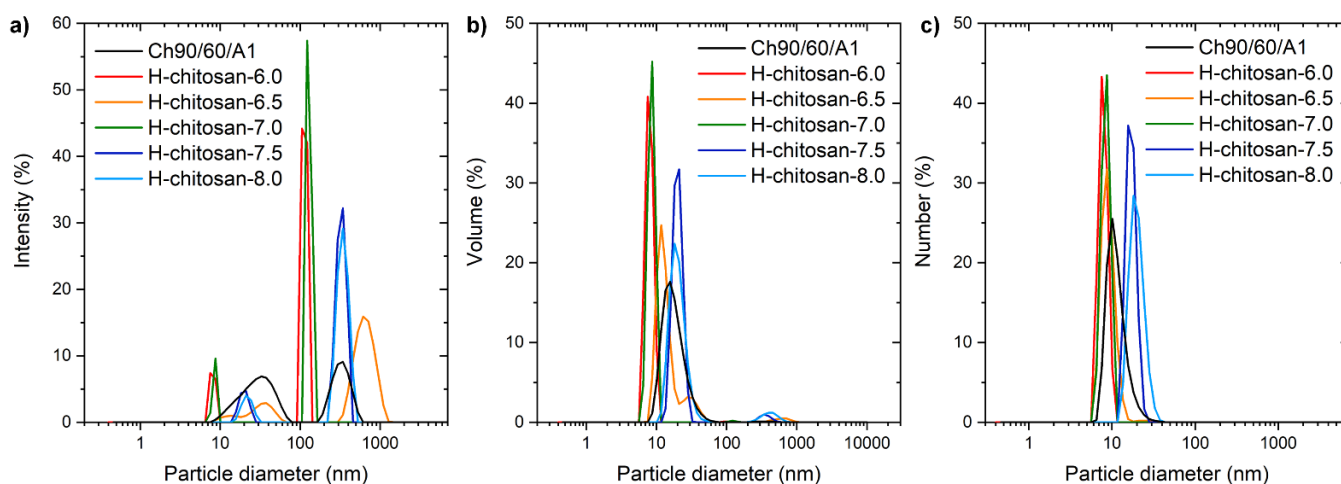 a)
60
50
40
30
20
10
0
Intensity (%)
Ch90/60/A1
H-chitosan-6.0
H-chitosan-6.5
H-chitosan-7.0
H-chitosan-7.5
H-chitosan-8.0
1
10
100
1000
Particle diameter (nm)
b)
50
40
30
20
10
0
Volume (%)
Ch90/60/A1
H-chitosan-6.0
H-chitosan-6.5
H-chitosan-7.0
H-chitosan-7.5
H-chitosan-8.0
1
10
100
1000
10000
Particle diameter (nm)
c)
50
40
30
20
10
0
Number (%)
Ch90/60/A1
H-chitosan-6.0
H-chitosan-6.5
H-chitosan-7.0
H-chitosan-7.5
H-chitosan-8.0
1
10
100
1000
Particle diameter (nm)